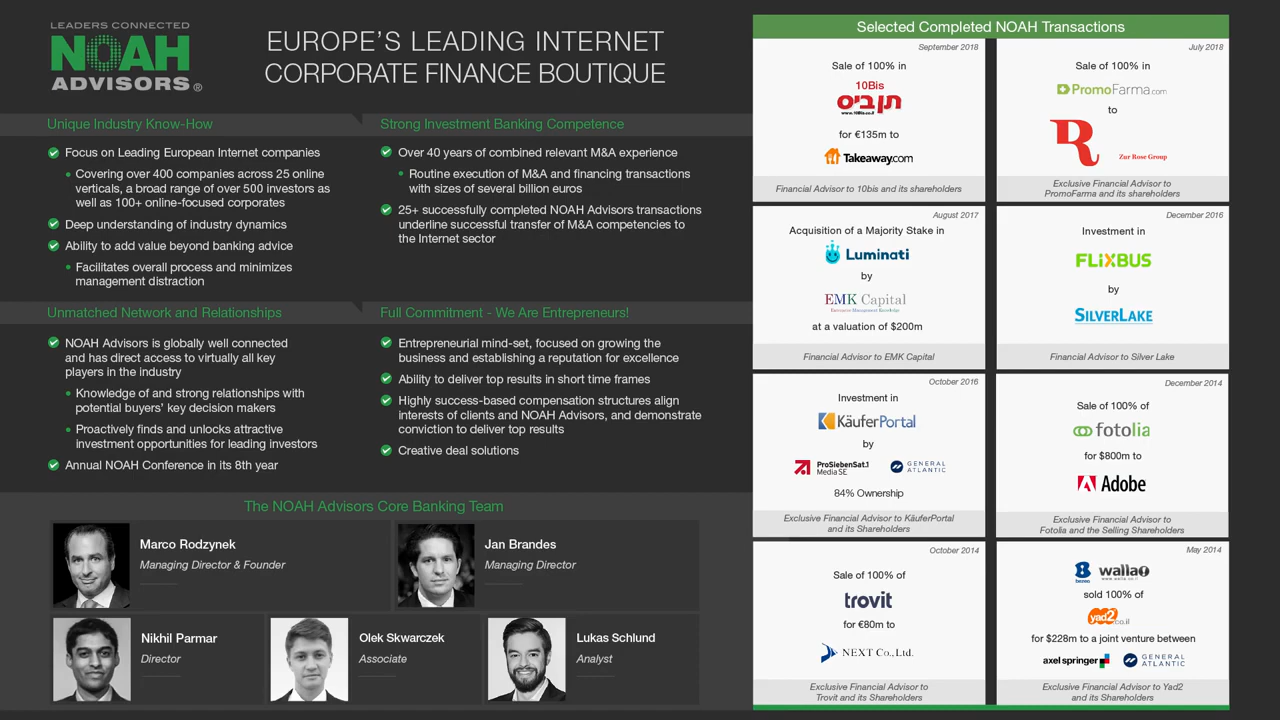 LEADERS CONNECTED
NOAH
ADVISORS®
EUROPE'S LEADING INTERNET
CORPORATE FINANCE BOUTIQUE
Unique Industry Know-How
Focus on Leading European Internet companies
• Covering over 400 companies across 25 online
verticals, a broad range of over 500 investors as
well as 100+ online-focused corporates
Deep understanding of industry dynamics
Ability to add value beyond banking advice
• Facilitates overall process and minimizes
management distraction
Strong Investment Banking Competence
Over 40 years of combined relevant M&A experience
• Routine execution of M&A and financing transactions
with sizes of several billion euros
25+ successfully completed NOAH Advisors transactions
underline successful transfer of M&A competencies to
the Internet sector
Unmatched Network and Relationships
NOAH Advisors is globally well connected
and has direct access to virtually all key
players in the industry
• Knowledge of and strong relationships with
potential buyers' key decision makers
• Proactively finds and unlocks attractive
investment opportunities for leading investors
Annual NOAH Conference in its 8th year
Full Commitment - We Are Entrepreneurs!
Entrepreneurial mind-set, focused on growing the
business and establishing a reputation for excellence
Ability to deliver top results in short time frames
Highly success-based compensation structures align
interests of clients and NOAH Advisors, and demonstrate
conviction to deliver top results
Creative deal solutions
The NOAH Advisors Core Banking Team
Marco Rodzynek
Managing Director & Founder
Jan Brandes
Managing Director
Nikhil Parmar
Director
Olek Skwarczek
Associate
Lukas Schlund
Analyst
Selected Completed NOAH Transactions
September 2018
Sale of 100% in
10Bis
תן ביס
www.10Bis.co.il
for €135m to
Takeaway.com
Financial Advisor to 10bis and its shareholders
July 2018
Sale of 100% in
PromoFarma.com
to
R
Zur Rose Group
Exclusive Financial Advisor to
PromoFarma and its shareholders
August 2017
Acquisition of a Majority Stake in
Luminati
by
EMK Capital
Executive Management Knowledge
at a valuation of $200m
Financial Advisor to EMK Capital
December 2016
Investment in
FLiXBUS
by
SILVERLAKE
Financial Advisor to Silver Lake
October 2016
Investment in
KäuferPortal
by
ProSiebenSat.1
Media SE
GENERAL
ATLANTIC
84% Ownership
Exclusive Financial Advisor to KäuferPortal
and its Shareholders
December 2014
Sale of 100% of
fotolia
for $800m to
Adobe
Exclusive Financial Advisor to
Fotolia and the Selling Shareholders
October 2014
Sale of 100% of
trovit
for €80m to
NEXT Co., Ltd.
Exclusive Financial Advisor to
Trovit and its Shareholders
May 2014
walla!
www.walla.co.il
sold 100% of
yad2.co.il
for $228m to a joint venture between
axel springer
GENERAL
ATLANTIC
Exclusive Financial Advisor to Yad2
and its Shareholders